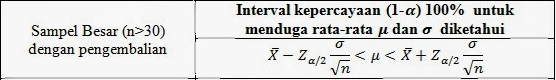 Sampel Besar (n>30)
dengan pengembalian
Interval kepercayaan (1-α) 100% untuk
menduga rata-rata μ dan σ diketahui
X̄ − Z_{α/2} σ/√n < μ < X̄ + Z_{α/2} σ/√n